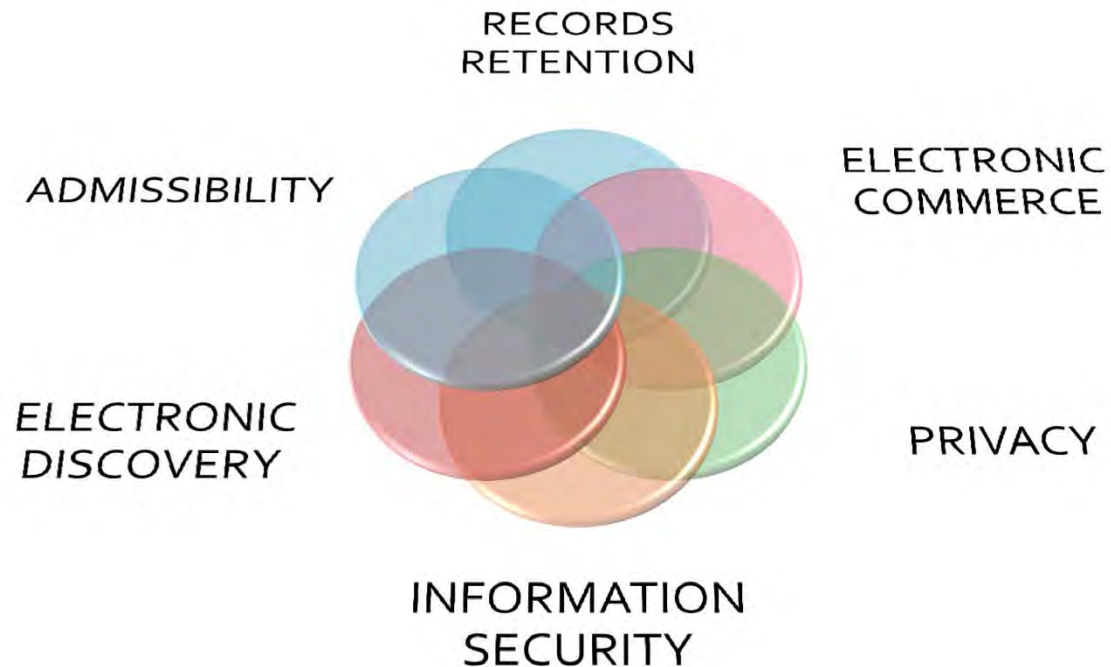 RECORDS
RETENTION
ELECTRONIC
COMMERCE
ADMISSIBILITY
ELECTRONIC
DISCOVERY
PRIVACY
INFORMATION
SECURITY